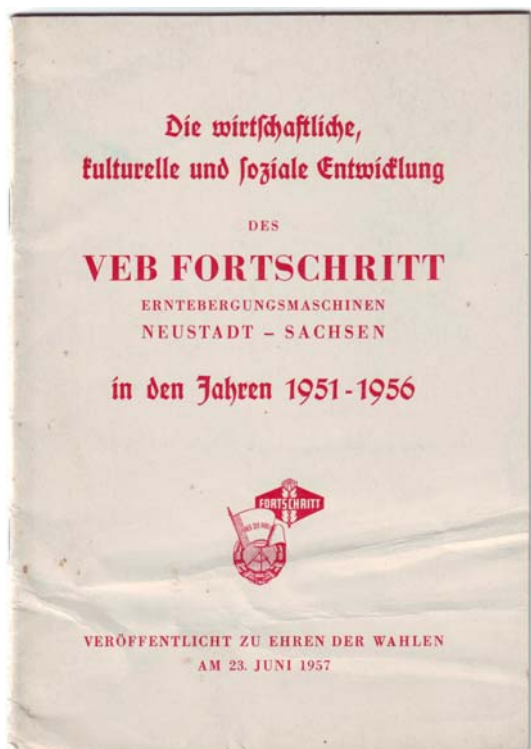 Die wirtschaftliche,
kulturelle und soziale Entwicklung
DES
VEB FORTSCHRITT
ERNTEBERGUNGSMASCHINEN
NEUSTADT – SACHSEN
in den Jahren 1951-1956
FORTSCHRITT
VERÖFFENTLICHT ZU EHREN DER WAHLEN
AM 23. JUNI 1957